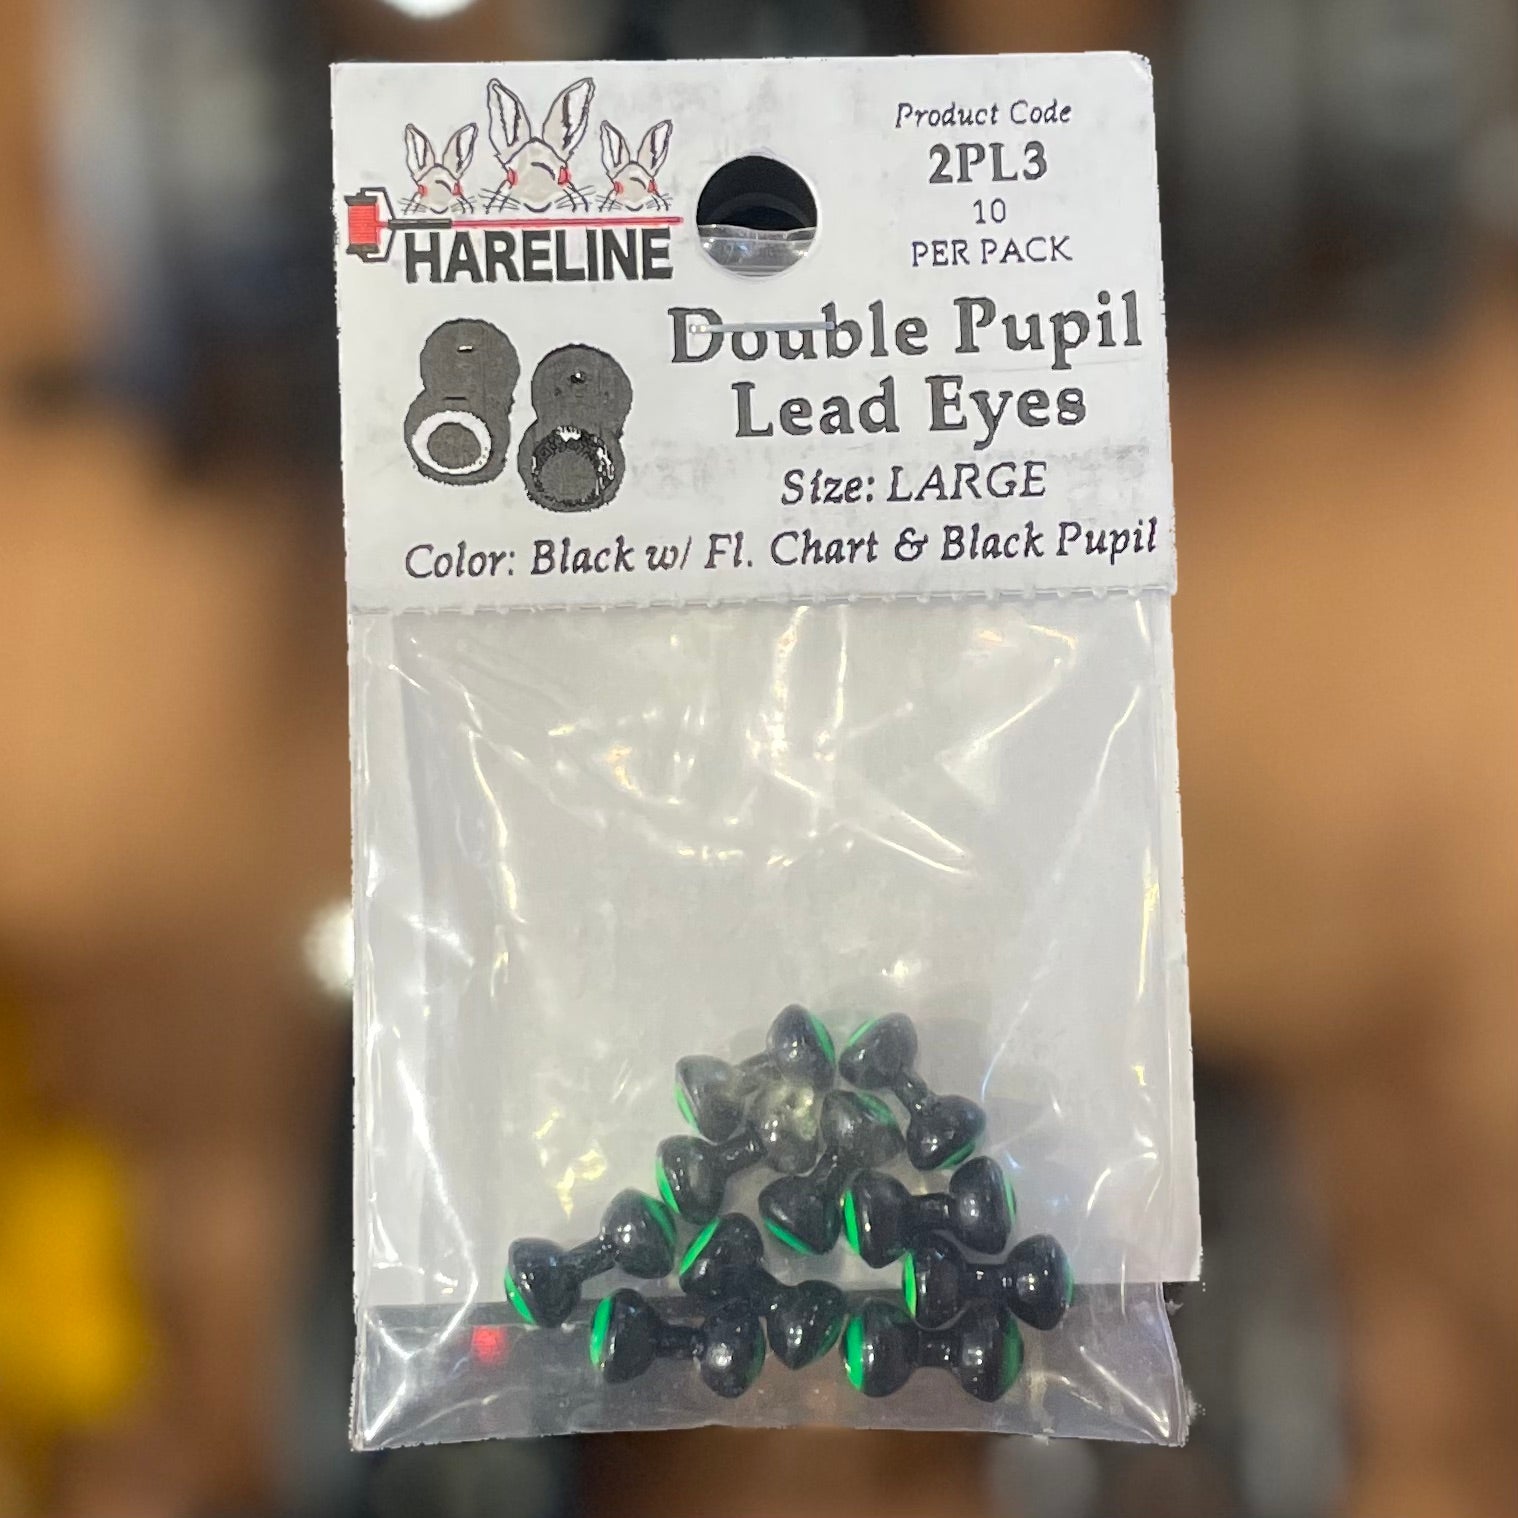 HARELINE
Product Code
2PL3
10
PER PACK
Double Pupil
Lead Eyes
Size: LARGE
Color: Black w/ Fl. Chart & Black Pupil